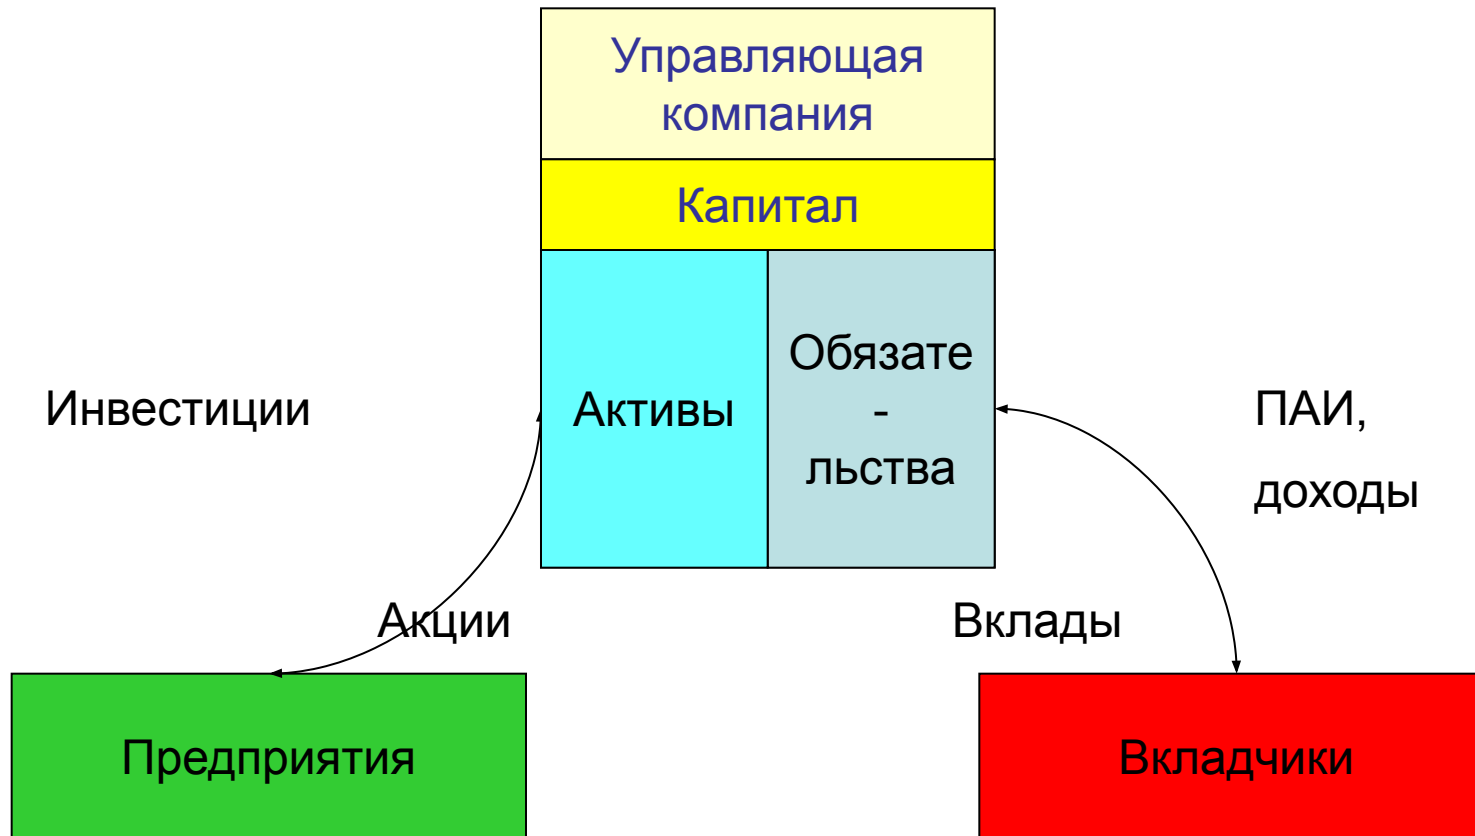 Управляющая
компания
Капитал
Активы
Обязате
-
льства
Инвестиции
ПАИ,
доходы
Акции
Вклады
Предприятия
Вкладчики